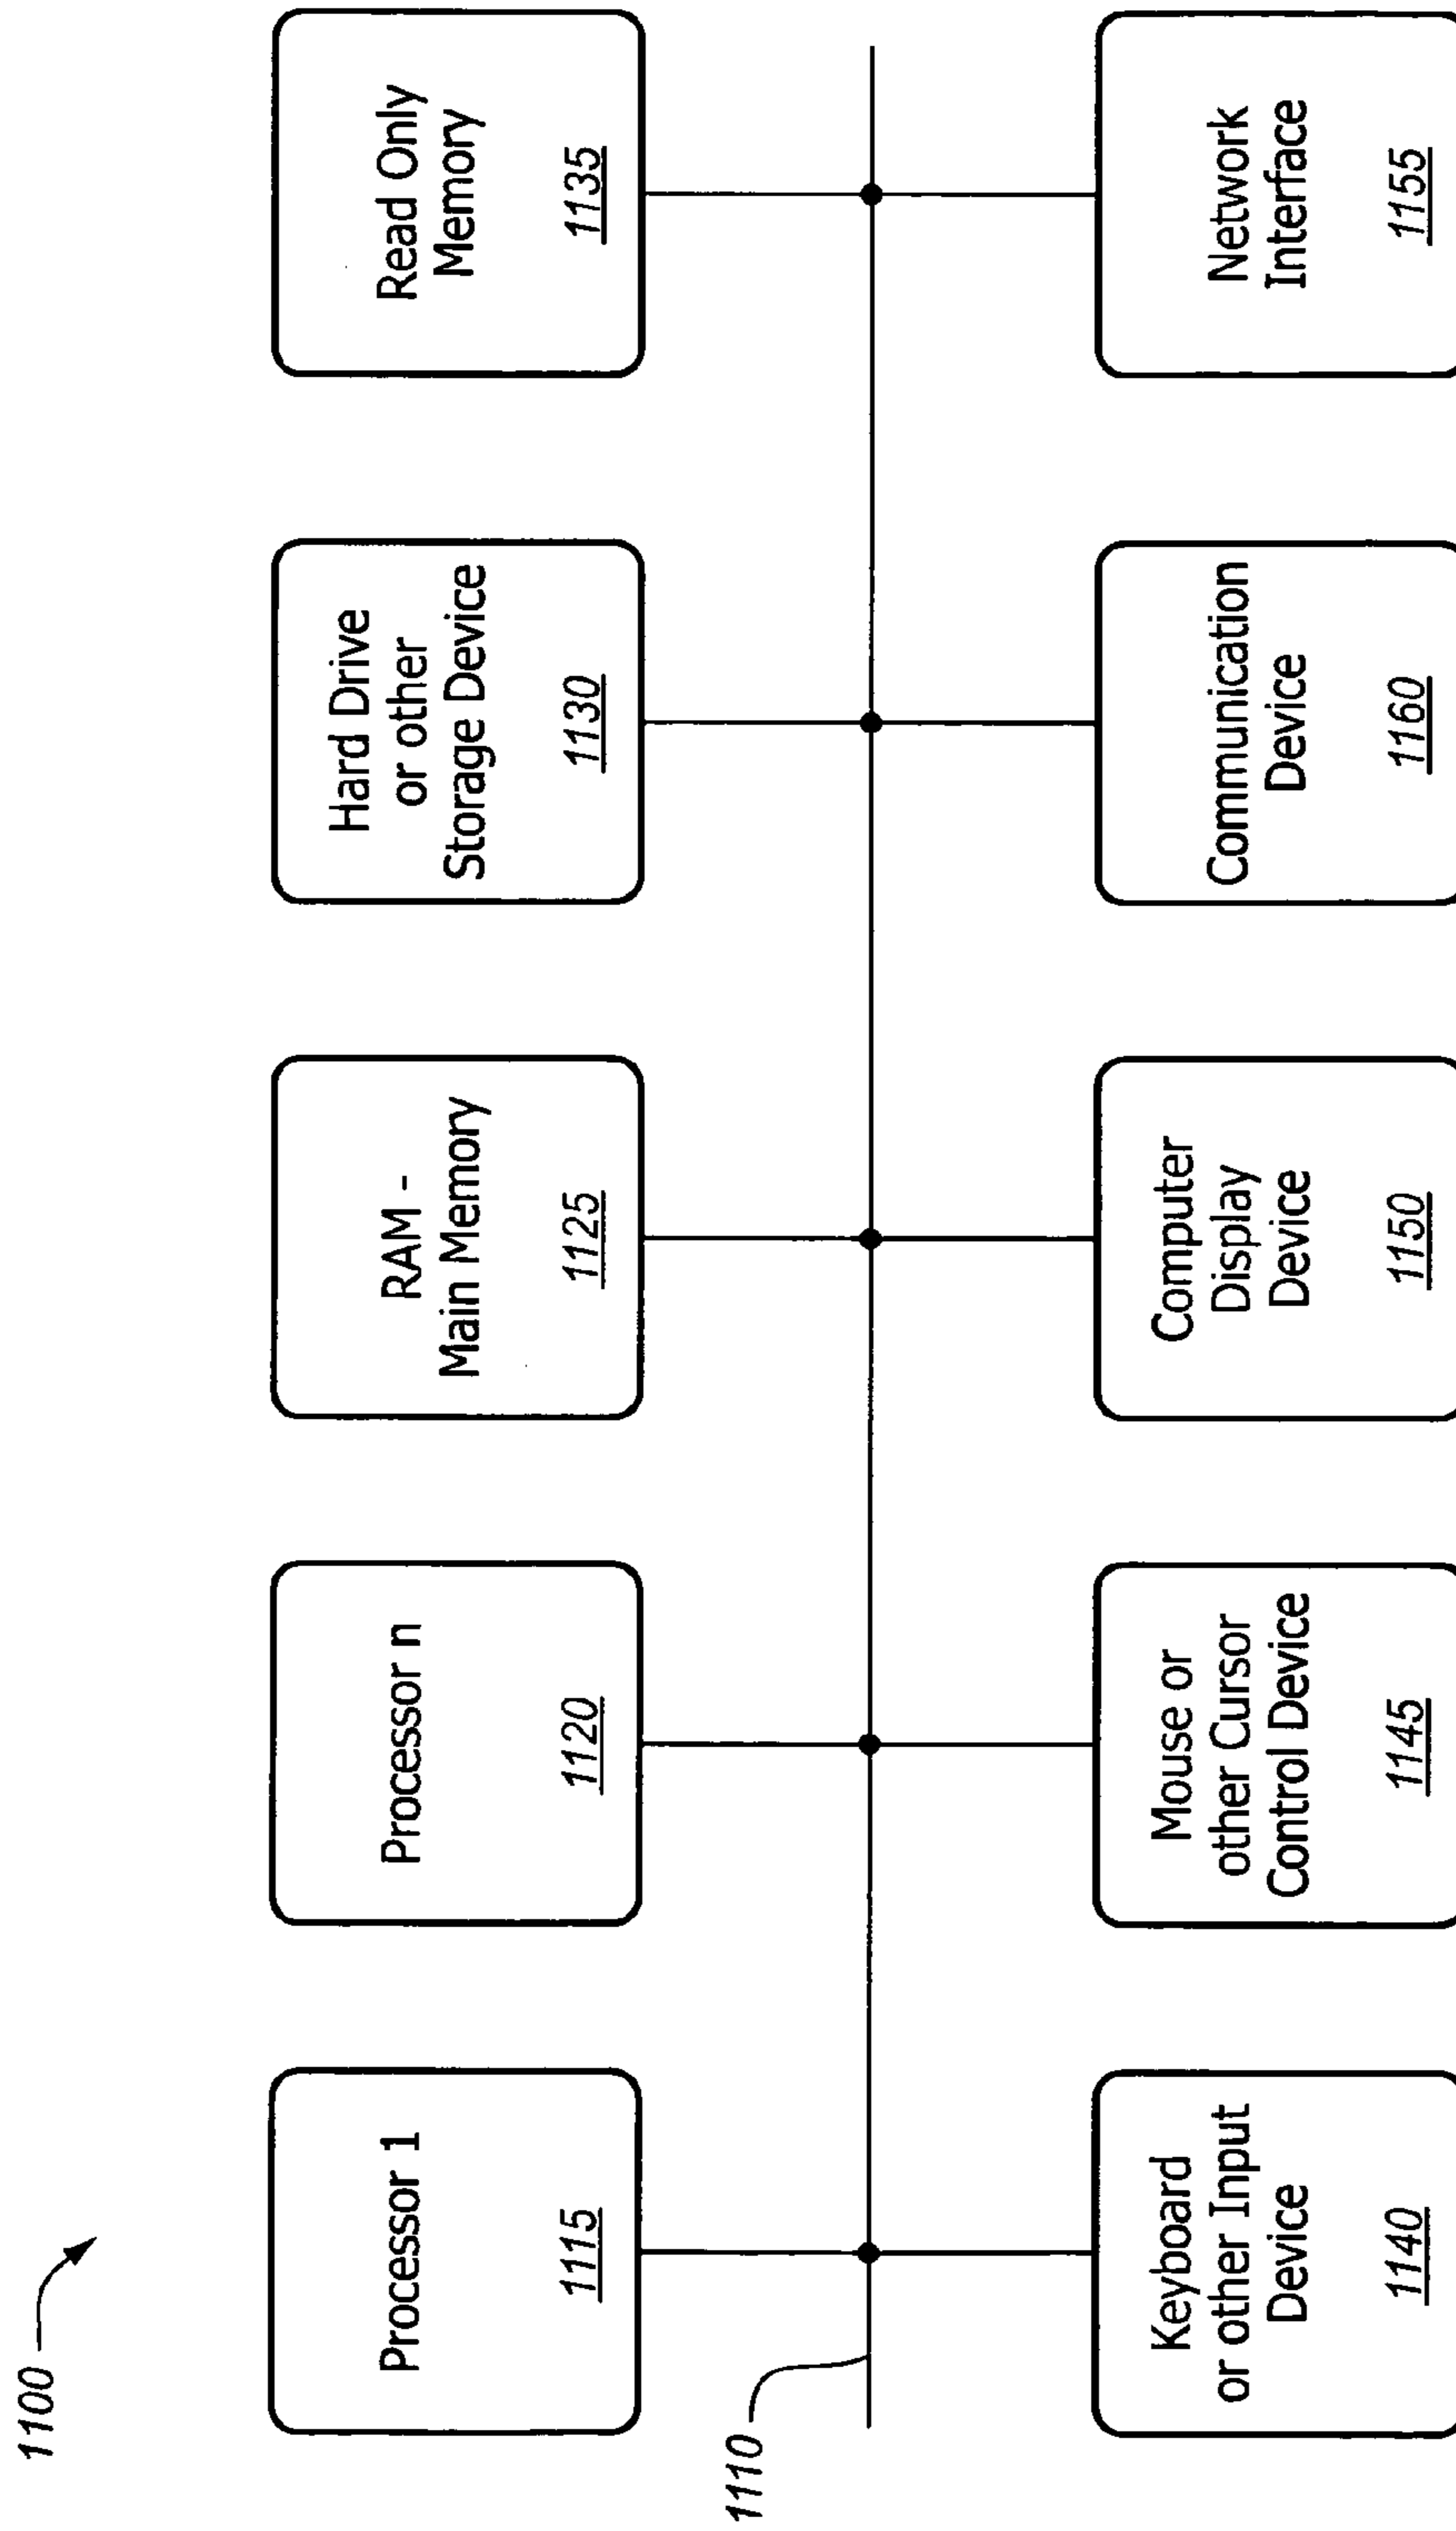 1100
Processor 1
1115
Processor n
1120
RAM -
Main Memory
1125
Hard Drive
or other
Storage Device
1130
Read Only
Memory
1135
1110
Keyboard
or other Input
Device
1140
Mouse or
other Cursor
Control Device
1145
Computer
Display
Device
1150
Communication
Device
1160
Network
Interface
1155